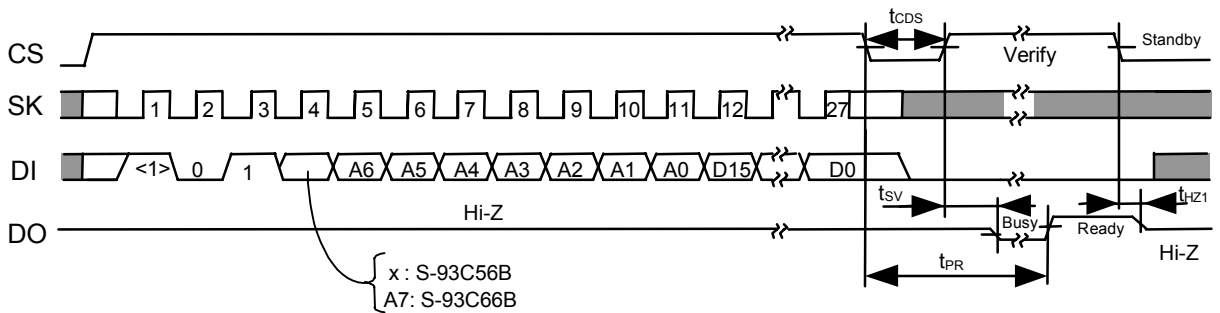 tCDS
CS Verify Standby
SK 1 2 3 4 5 6 7 8 9 10 11 12 27
DI <1> 0 1 A6 A5 A4 A3 A2 A1 A0 D15 D0
tSV tHZ1
Hi-Z Busy Ready
DO Hi-Z
tPR
x : S-93C56B
A7: S-93C66B